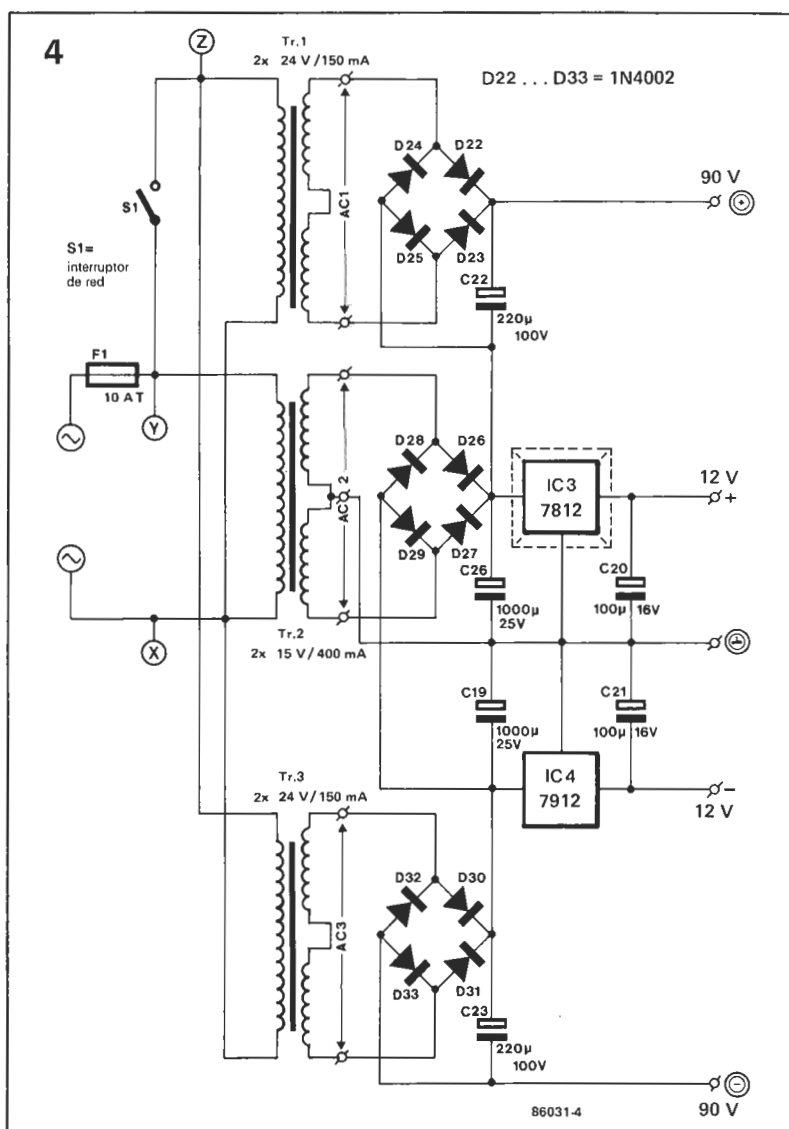 4
Z
Tr.1
2x 24 V/150 mA
D22 ... D33 = 1N4002
D24
D22
90 V
+
S1
AC1
S1=
interruptor
de red
D25
D23
C22
220µ
100V
F1
10 AT
Y
D28
D26
AC 2
IC3
7812
12 V
+
D29
D27
C26
1000µ
25V
C20
100µ 16V
X
Tr.2
2x 15 V/400 mA
C19
1000µ
25V
C21
100µ 16V
Tr.3
2x 24 V/150 mA
IC4
7912
−
12 V
D32
D30
AC3
D33
D31
C23
220µ
100V
−
86031-4
90 V